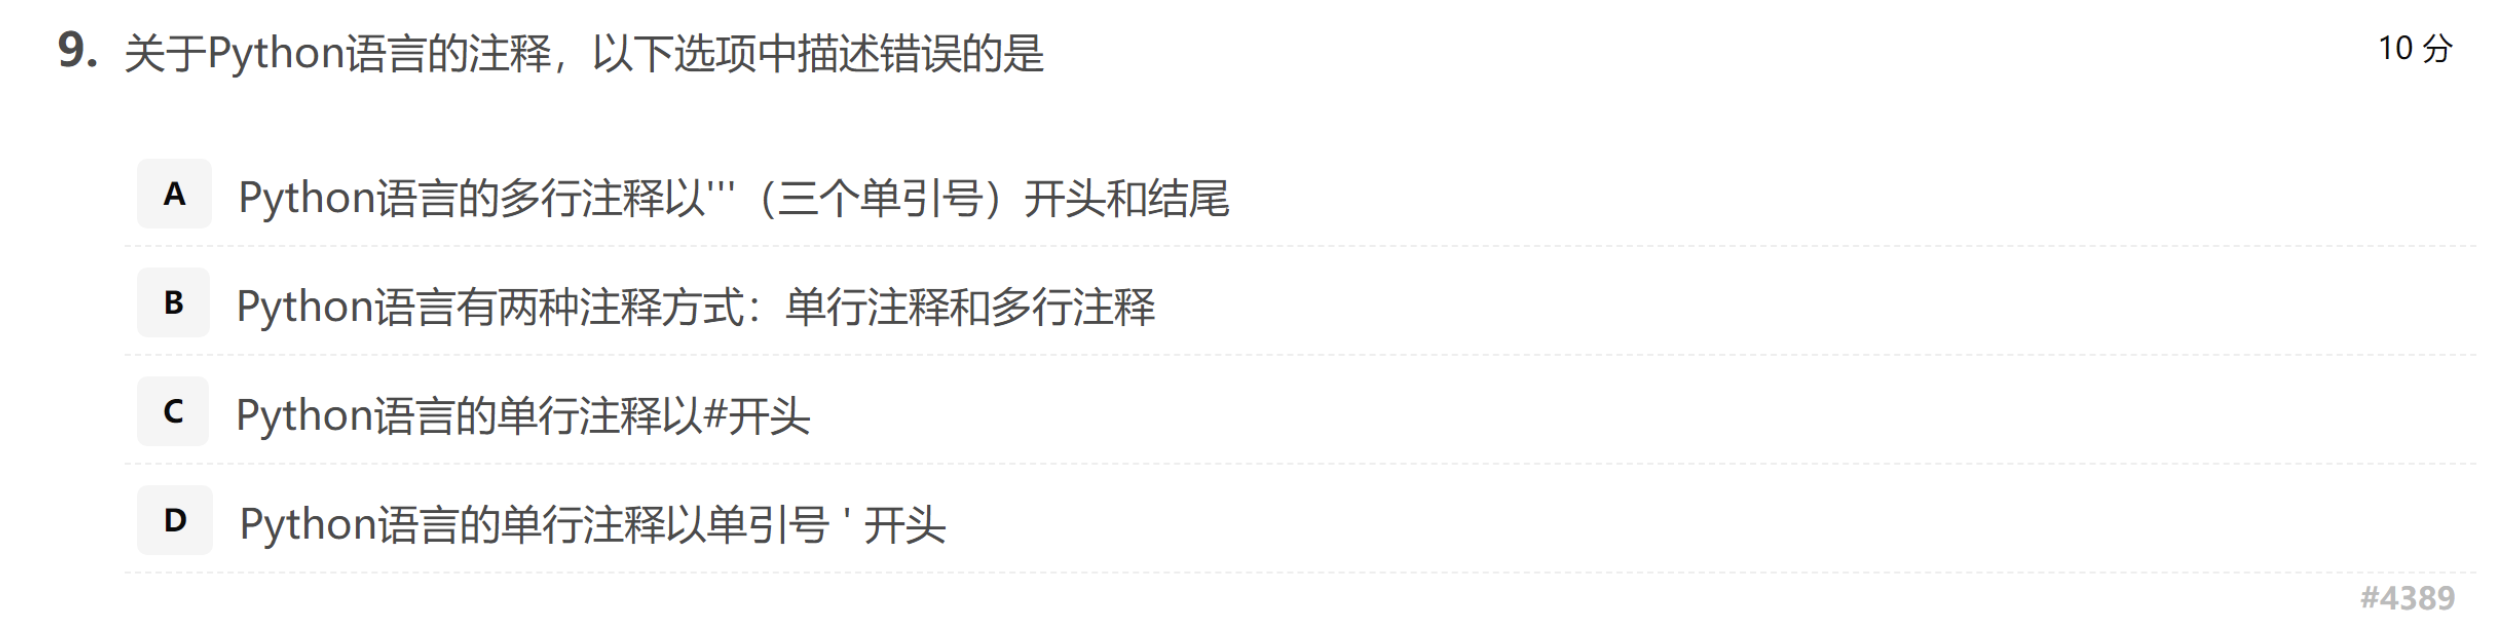 9. 关于Python语言的注释，以下选项中描述错误的是 10 分
A Python语言的多行注释以'''（三个单引号）开头和结尾
B Python语言有两种注释方式：单行注释和多行注释
C Python语言的单行注释以#开头
D Python语言的单行注释以单引号 ' 开头
#4389